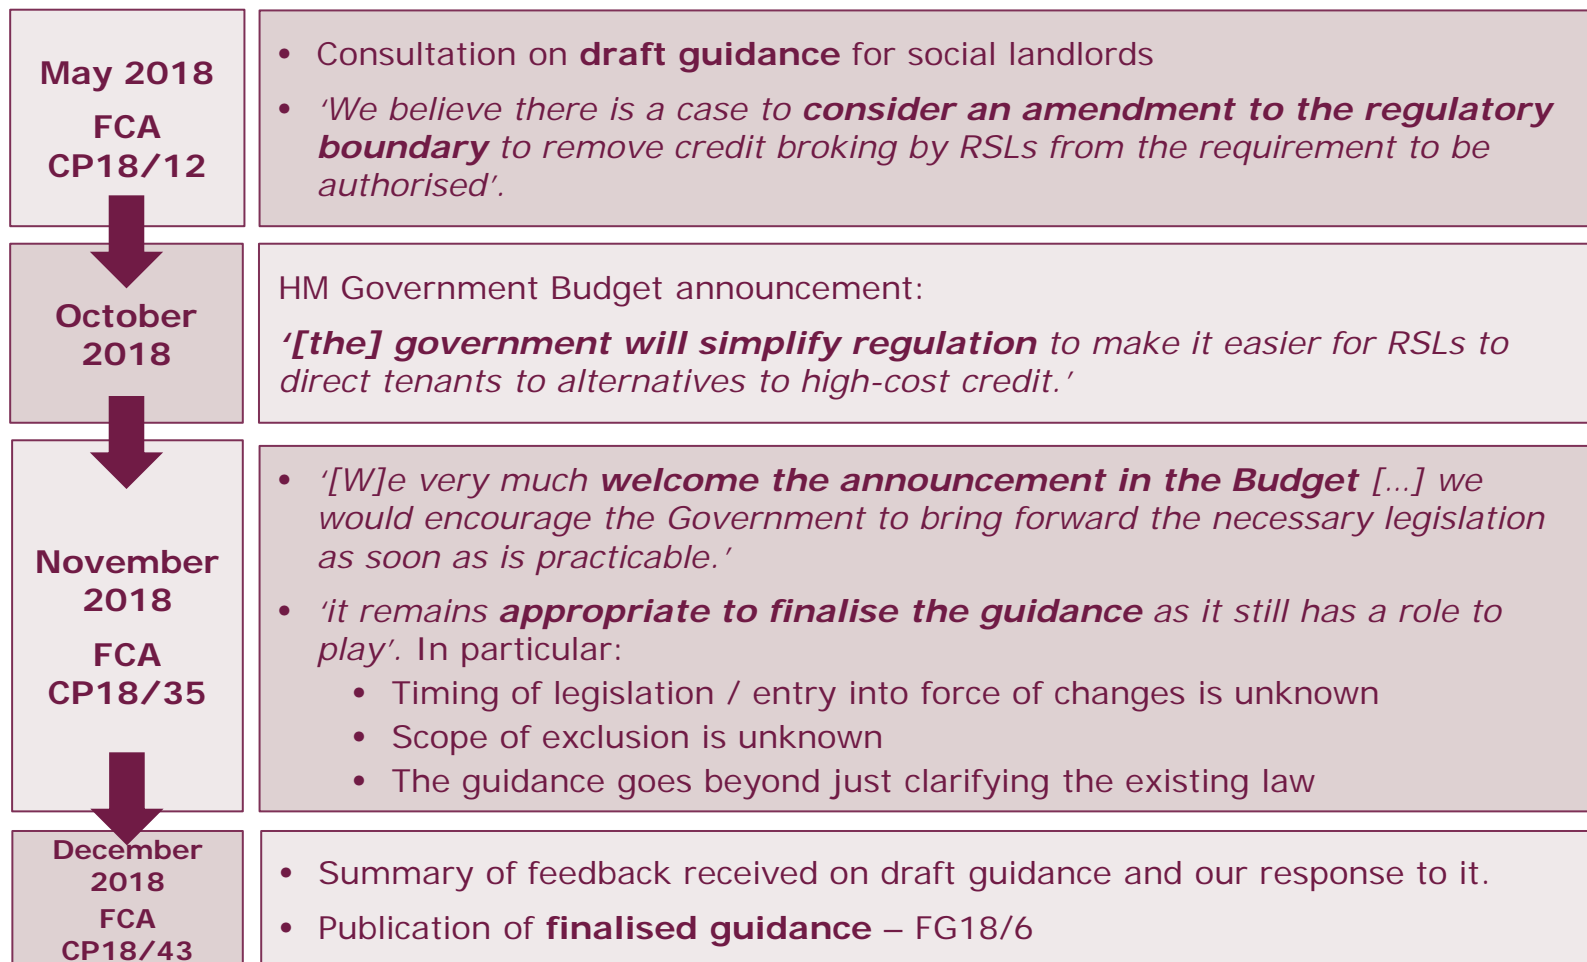 May 2018
FCA
CP18/12
• Consultation on draft guidance for social landlords
• ‘We believe there is a case to consider an amendment to the regulatory
boundary to remove credit broking by RSLs from the requirement to be
authorised’.
October
2018
HM Government Budget announcement:
‘[the] government will simplify regulation to make it easier for RSLs to
direct tenants to alternatives to high-cost credit.’
November
2018
FCA
CP18/35
• ‘[W]e very much welcome the announcement in the Budget […] we
would encourage the Government to bring forward the necessary legislation
as soon as is practicable.’
• ‘it remains appropriate to finalise the guidance as it still has a role to
play’. In particular:
• Timing of legislation / entry into force of changes is unknown
• Scope of exclusion is unknown
• The guidance goes beyond just clarifying the existing law
December
2018
FCA
CP18/43
• Summary of feedback received on draft guidance and our response to it.
• Publication of finalised guidance – FG18/6